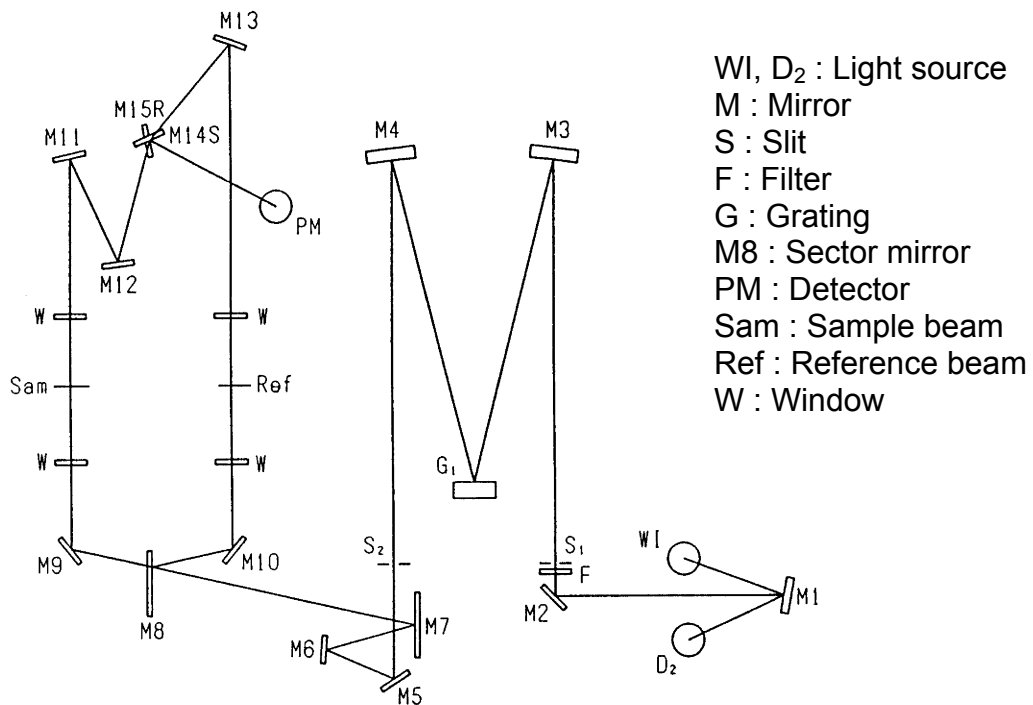 M13
M15R
M14S
M11
M4
M3
PM
M12
W
W
Sam
Ref
W
W
G₁
M9
M10
S₂
S₁
F
WI
M8
M2
M1
M7
M6
D₂
M5
WI, D₂ : Light source
M : Mirror
S : Slit
F : Filter
G : Grating
M8 : Sector mirror
PM : Detector
Sam : Sample beam
Ref : Reference beam
W : Window